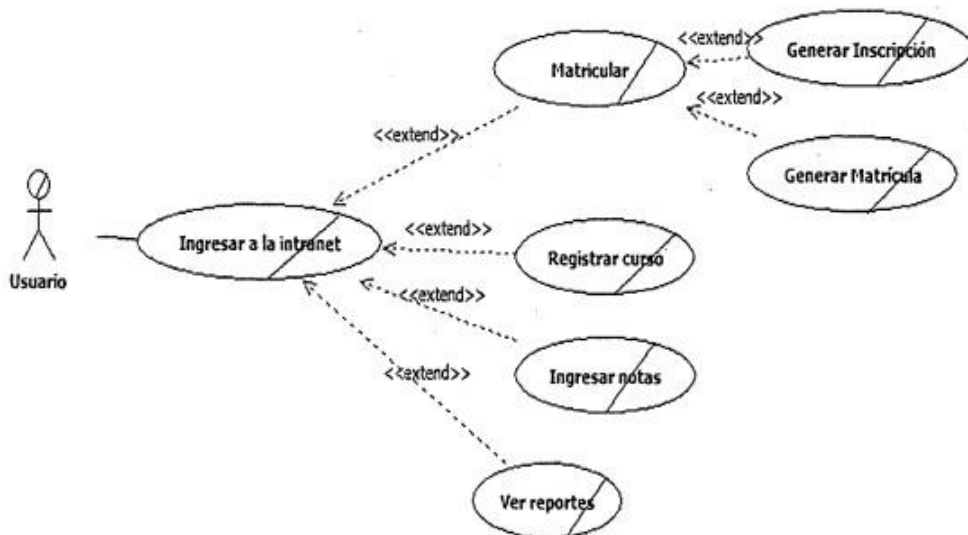 <<extend>>
Generar Inscripción
Matricular
<<extend>>
<<extend>>
Generar Matrícula
Usuario
Ingresar a la intranet
<<extend>>
Registrar curso
<<extend>>
Ingresar notas
<<extend>>
Ver reportes